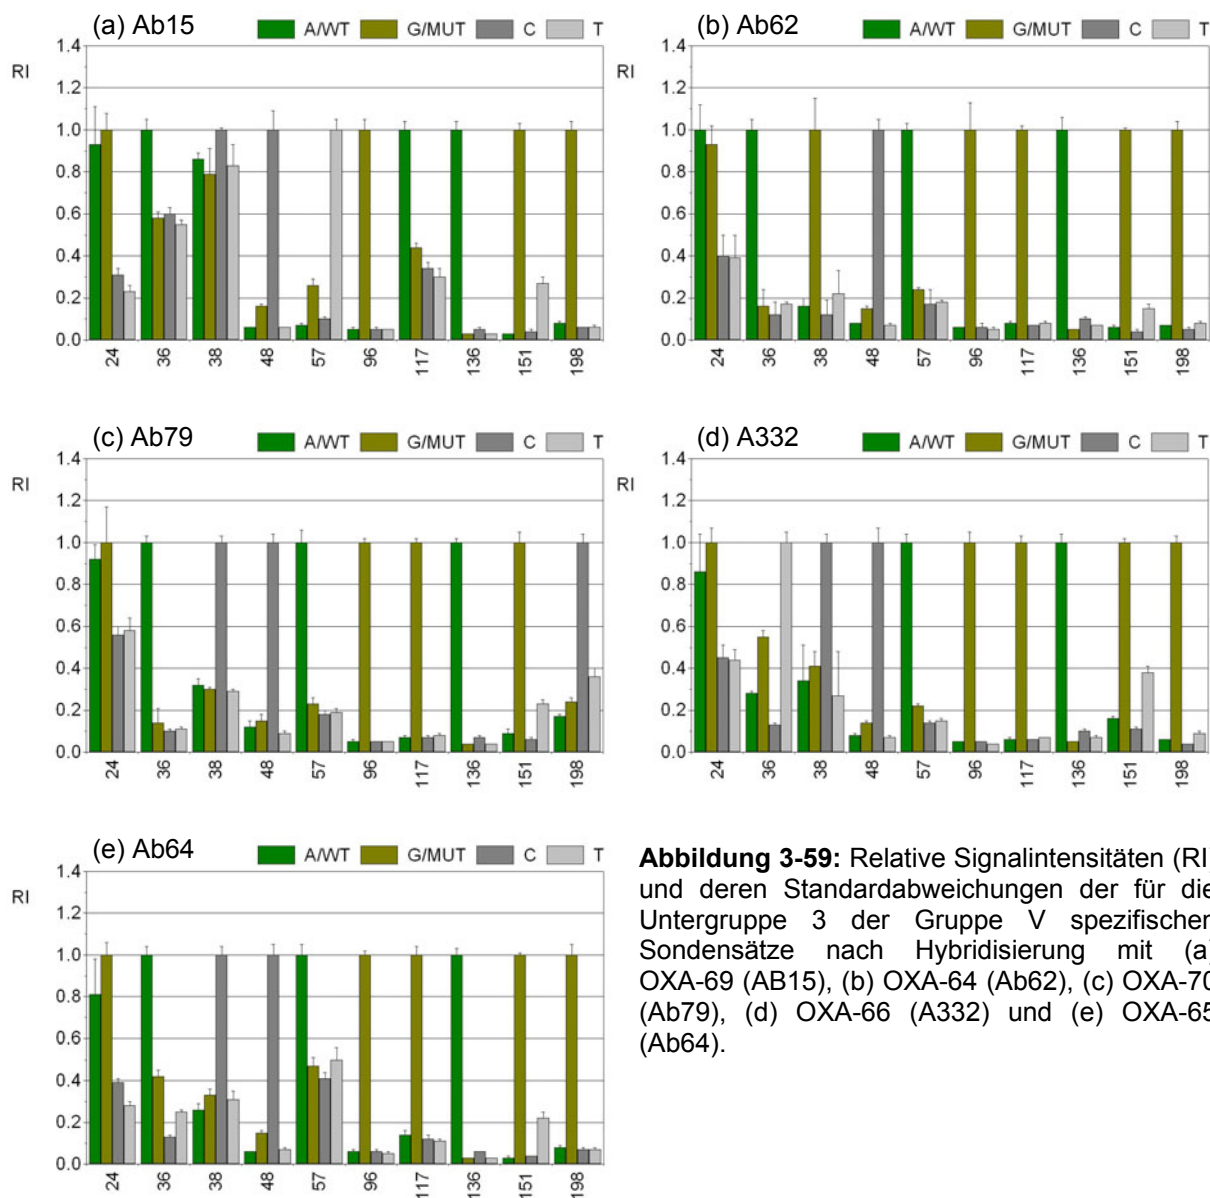 (a) Ab15 A/WT G/MUT C T
RI
1.4
1.2
1.0
0.8
0.6
0.4
0.2
0.0
24 36 38 48 57 96 117 136 151 198
(b) Ab62 A/WT G/MUT C T
RI
1.4
1.2
1.0
0.8
0.6
0.4
0.2
0.0
24 36 38 48 57 96 117 136 151 198
(c) Ab79 A/WT G/MUT C T
RI
1.4
1.2
1.0
0.8
0.6
0.4
0.2
0.0
24 36 38 48 57 96 117 136 151 198
(d) A332 A/WT G/MUT C T
RI
1.4
1.2
1.0
0.8
0.6
0.4
0.2
0.0
24 36 38 48 57 96 117 136 151 198
(e) Ab64 A/WT G/MUT C T
RI
1.4
1.2
1.0
0.8
0.6
0.4
0.2
0.0
24 36 38 48 57 96 117 136 151 198
Abbildung 3-59: Relative Signalintensitäten (RI)
und deren Standardabweichungen der für die
Untergruppe 3 der Gruppe V spezifischen
Sondensätze nach Hybridisierung mit (a)
OXA-69 (AB15), (b) OXA-64 (Ab62), (c) OXA-70
(Ab79), (d) OXA-66 (A332) und (e) OXA-65
(Ab64).